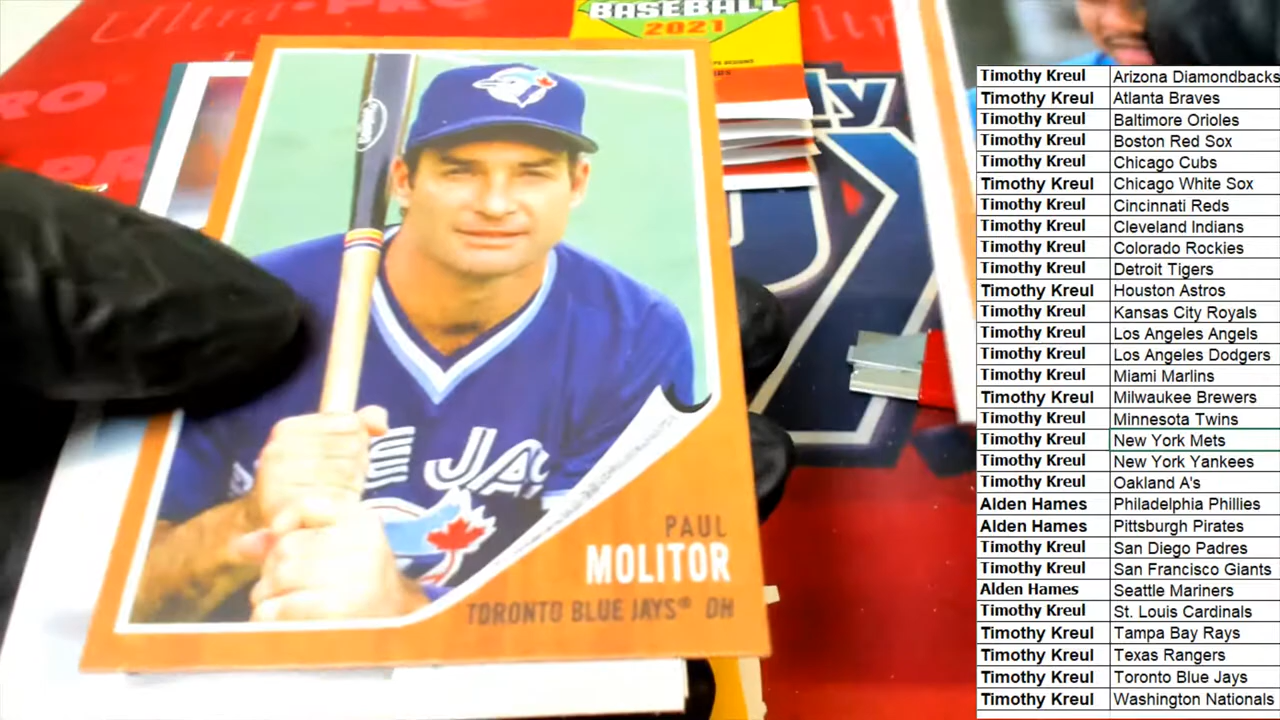 Ultra·PRO
BASEBALL
2021
PRO
PAUL
MOLITOR
TORONTO BLUE JAYS® DH
Timothy Kreul Arizona Diamondbacks
Timothy Kreul Atlanta Braves
Timothy Kreul Baltimore Orioles
Timothy Kreul Boston Red Sox
Timothy Kreul Chicago Cubs
Timothy Kreul Chicago White Sox
Timothy Kreul Cincinnati Reds
Timothy Kreul Cleveland Indians
Timothy Kreul Colorado Rockies
Timothy Kreul Detroit Tigers
Timothy Kreul Houston Astros
Timothy Kreul Kansas City Royals
Timothy Kreul Los Angeles Angels
Timothy Kreul Los Angeles Dodgers
Timothy Kreul Miami Marlins
Timothy Kreul Milwaukee Brewers
Timothy Kreul Minnesota Twins
Timothy Kreul New York Mets
Timothy Kreul New York Yankees
Timothy Kreul Oakland A's
Alden Hames Philadelphia Phillies
Alden Hames Pittsburgh Pirates
Timothy Kreul San Diego Padres
Timothy Kreul San Francisco Giants
Alden Hames Seattle Mariners
Timothy Kreul St. Louis Cardinals
Timothy Kreul Tampa Bay Rays
Timothy Kreul Texas Rangers
Timothy Kreul Toronto Blue Jays
Timothy Kreul Washington Nationals